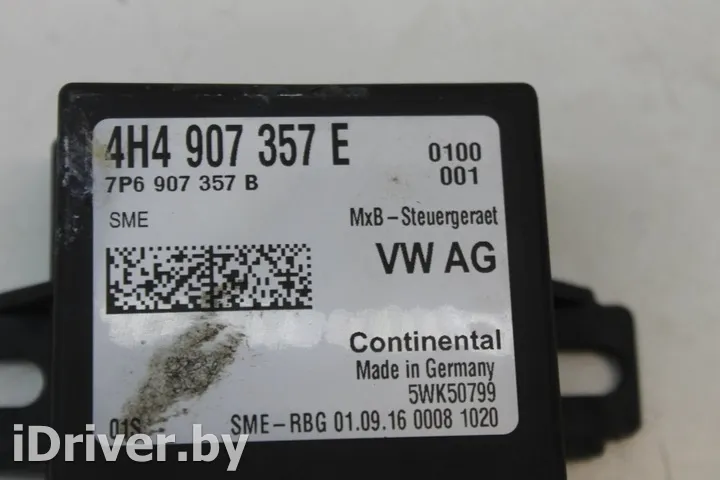 4H4 907 357 E
7P6 907 357 B
0100
001
SME
MxB-Steuergeraet
VW AG
Continental
Made in Germany
5WK50799
01S
SME-RBG 01.09.16 0008 1020
iDriver.by